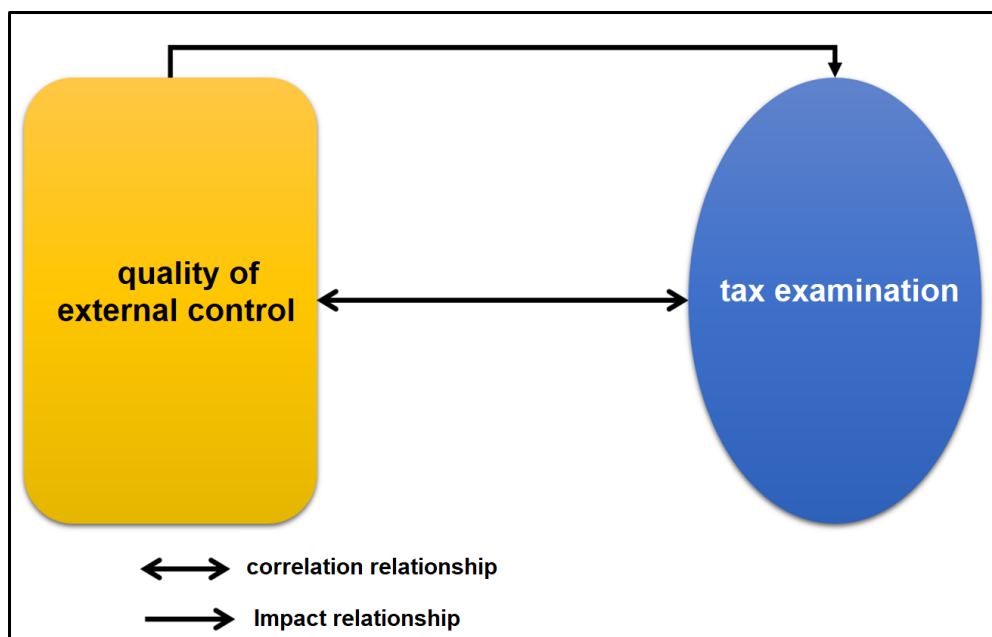 quality of
external control
tax examination
correlation relationship
Impact relationship